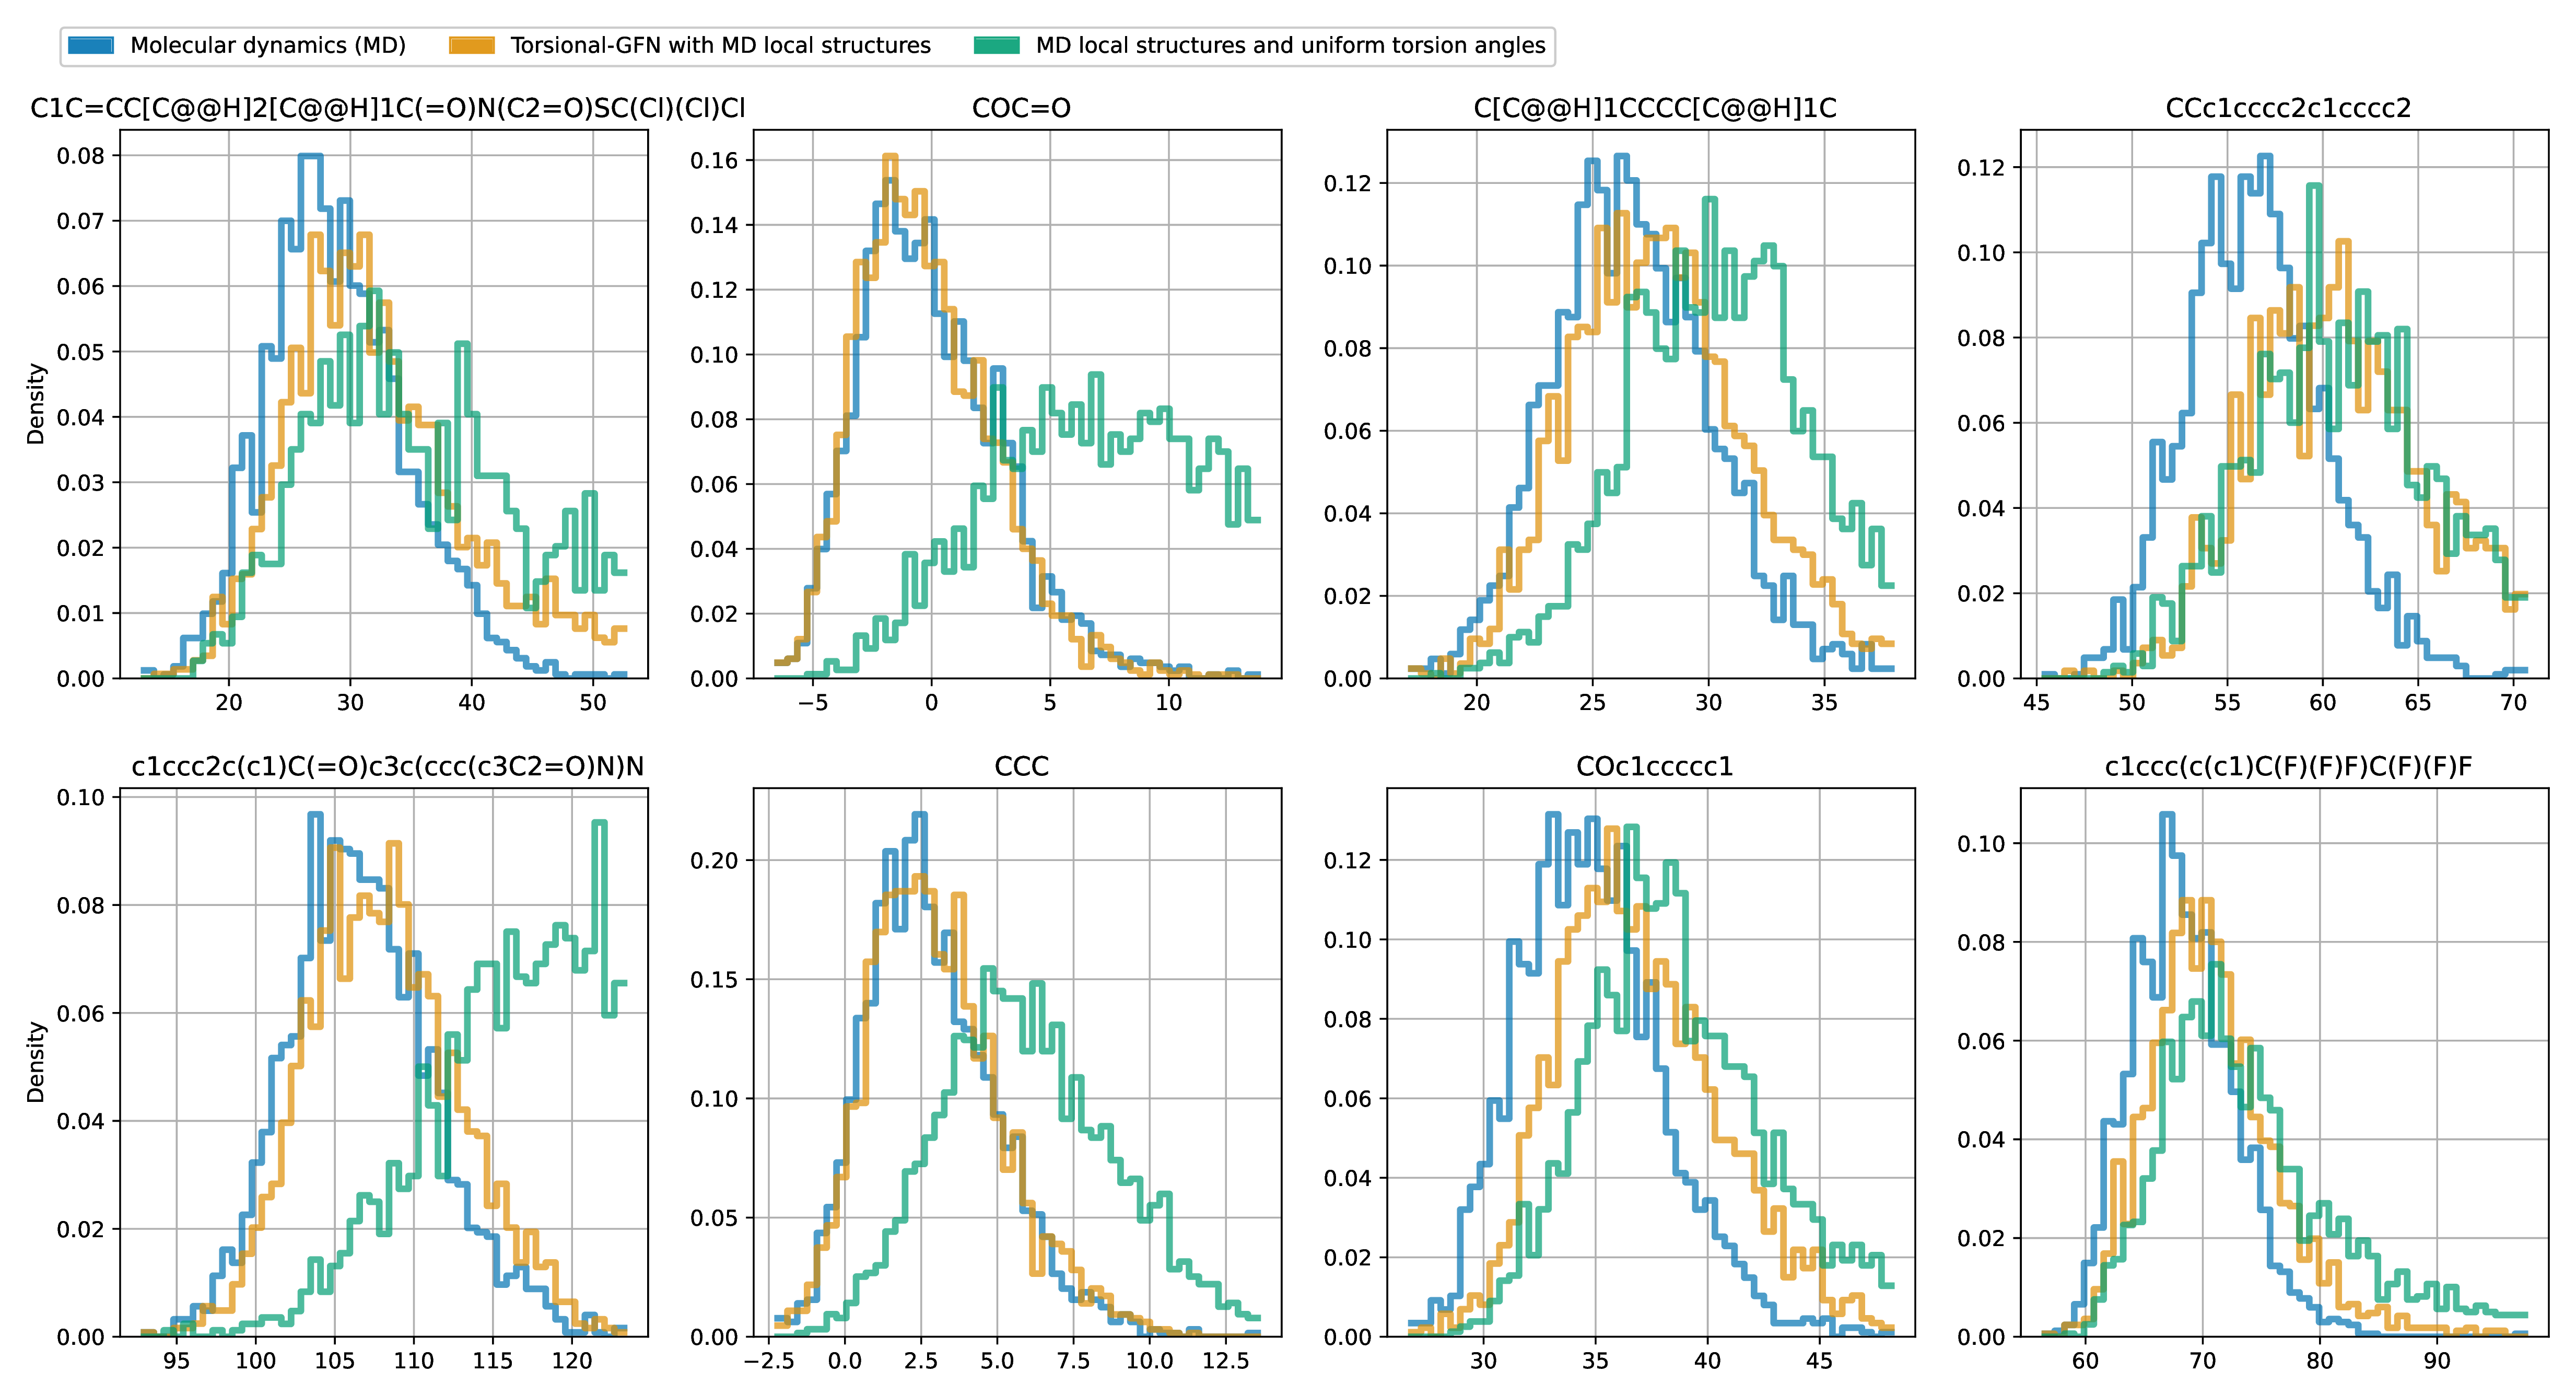 Molecular dynamics (MD) Torsional-GFN with MD local structures MD local structures and uniform torsion angles
C1C=CC[C@@H]2[C@@H]1C(=O)N(C2=O)SC(Cl)(Cl)Cl
Density
0.08
0.07
0.06
0.05
0.04
0.03
0.02
0.01
0.00
20 30 40 50
COC=O
0.16
0.14
0.12
0.10
0.08
0.06
0.04
0.02
0.00
−5 0 5 10
C[C@@H]1CCCC[C@@H]1C
0.12
0.10
0.08
0.06
0.04
0.02
0.00
20 25 30 35
CCc1cccc2c1cccc2
0.12
0.10
0.08
0.06
0.04
0.02
0.00
45 50 55 60 65 70
c1ccc2c(c1)C(=O)c3c(ccc(c3C2=O)N)N
Density
0.10
0.08
0.06
0.04
0.02
0.00
95 100 105 110 115 120
CCC
0.20
0.15
0.10
0.05
0.00
−2.5 0.0 2.5 5.0 7.5 10.0 12.5
COc1ccccc1
0.12
0.10
0.08
0.06
0.04
0.02
0.00
30 35 40 45
c1ccc(c(c1)C(F)(F)F)C(F)(F)F
0.10
0.08
0.06
0.04
0.02
0.00
60 70 80 90